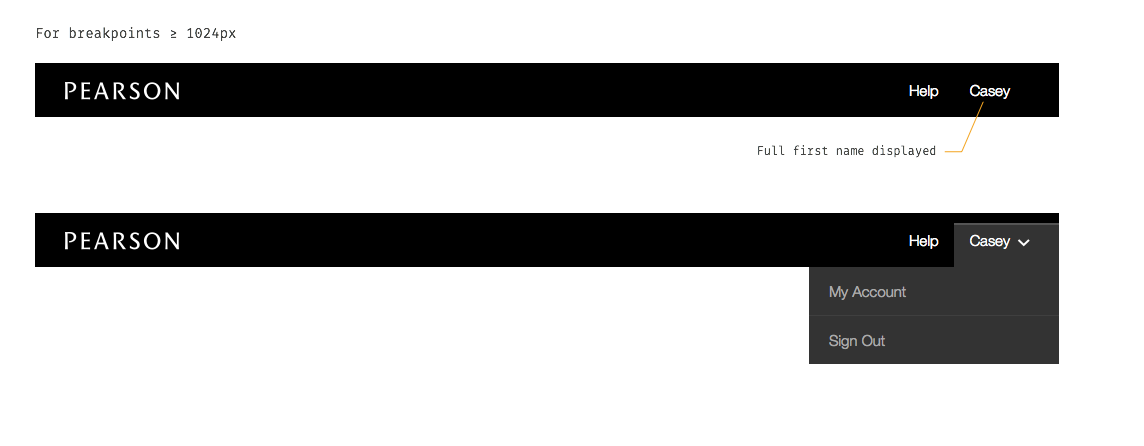 For breakpoints ≥ 1024px
PEARSON
Help
Casey
Full first name displayed
PEARSON
Help
Casey
My Account
Sign Out